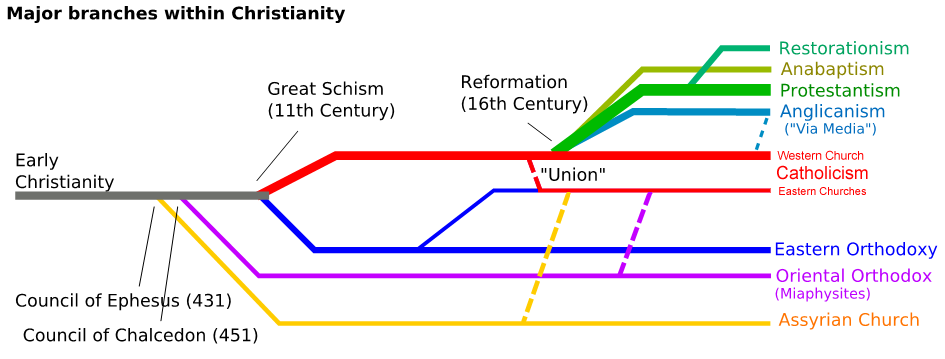 Major branches within Christianity
Restorationism
Anabaptism
Protestantism
Anglicanism
("Via Media")
Great Schism
(11th Century)
Reformation
(16th Century)
Early
Christianity
"Union"
Western Church
Catholicism
Eastern Churches
Eastern Orthodoxy
Oriental Orthodox
(Miaphysites)
Assyrian Church
Council of Ephesus (431)
Council of Chalcedon (451)